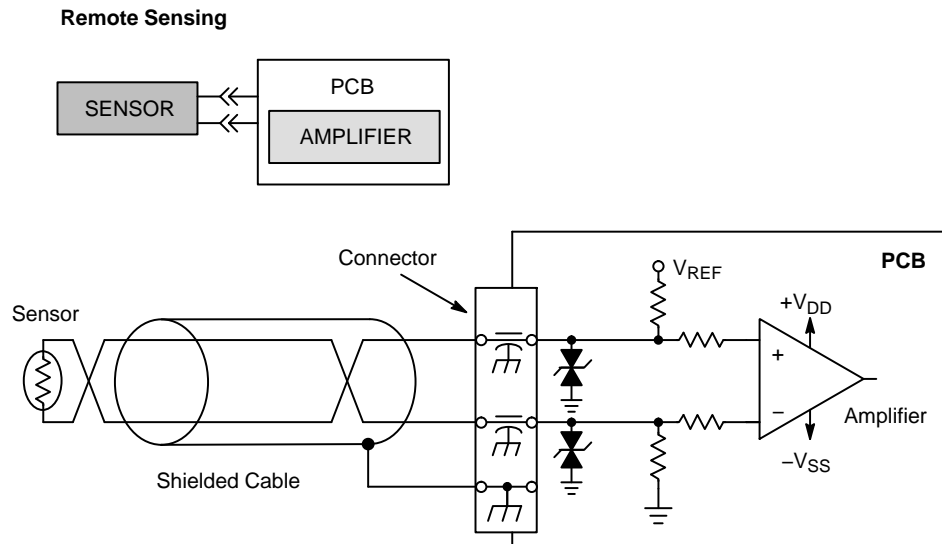 Remote Sensing
PCB
SENSOR
AMPLIFIER
Connector
PCB
VREF
+VDD
Sensor
+
−
Amplifier
−VSS
Shielded Cable